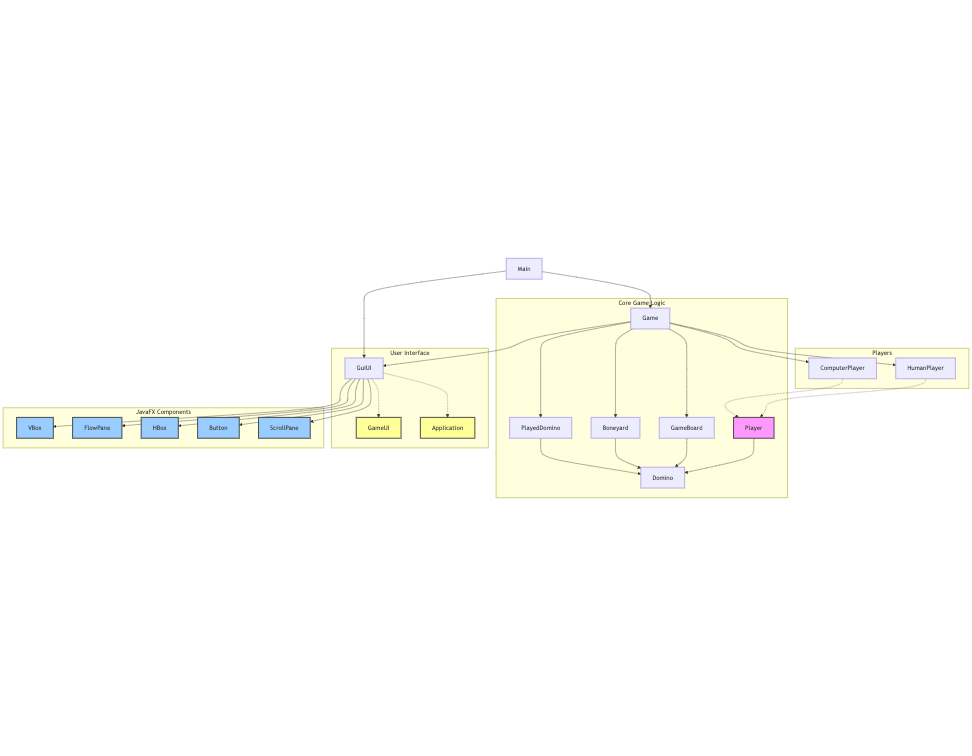 Main
Core Game Logic
Game
User Interface
Players
GuiUI
ComputerPlayer
HumanPlayer
JavaFX Components
VBox
FlowPane
HBox
Button
ScrollPane
GameUI
Application
PlayedDomino
Boneyard
GameBoard
Player
Domino